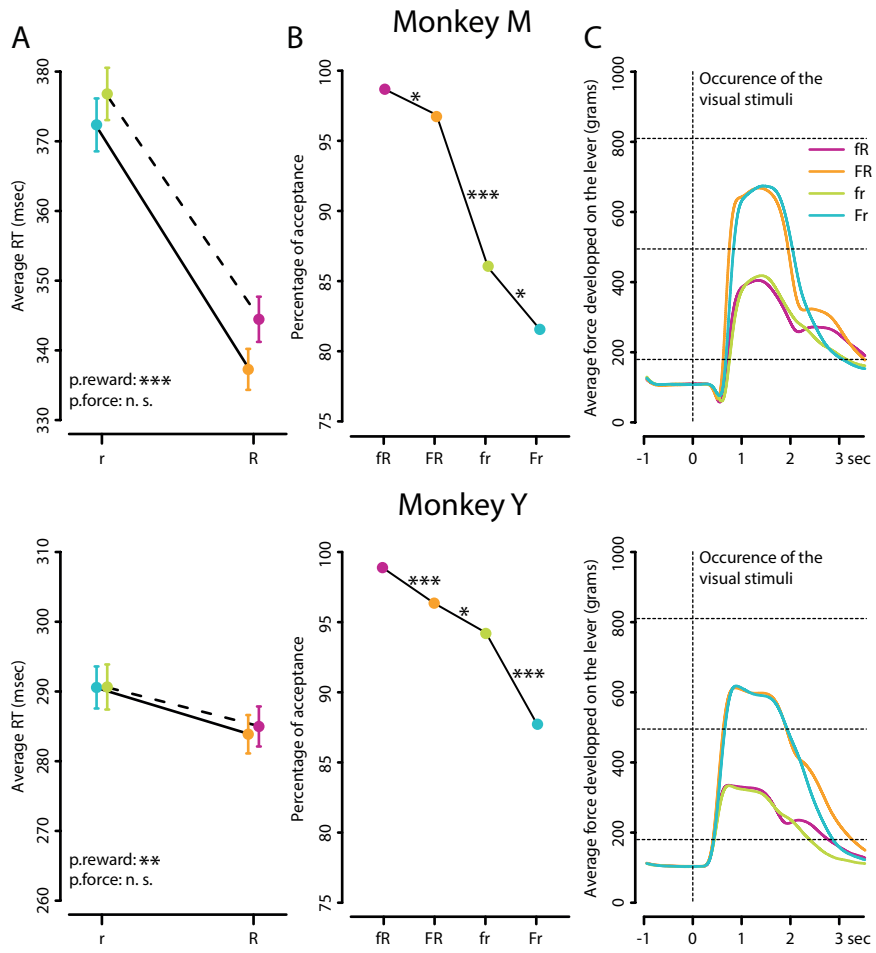 Monkey M
A
Average RT (msec)
380
370
360
350
340
330
p.reward: ***
p.force: n. s.
r
R
B
Percentage of acceptance
100
95
90
85
80
75
*
***
*
fR
FR
fr
Fr
C
Average force developped on the lever (grams)
1000
800
600
400
200
0
Occurence of the
visual stimuli
fR
FR
fr
Fr
-1
0
1
2
3 sec
Monkey Y
Average RT (msec)
310
300
290
280
270
260
p.reward: **
p.force: n. s.
r
R
Percentage of acceptance
100
95
90
85
80
75
***
*
***
fR
FR
fr
Fr
Average force developped on the lever (grams)
1000
800
600
400
200
0
Occurence of the
visual stimuli
-1
0
1
2
3 sec